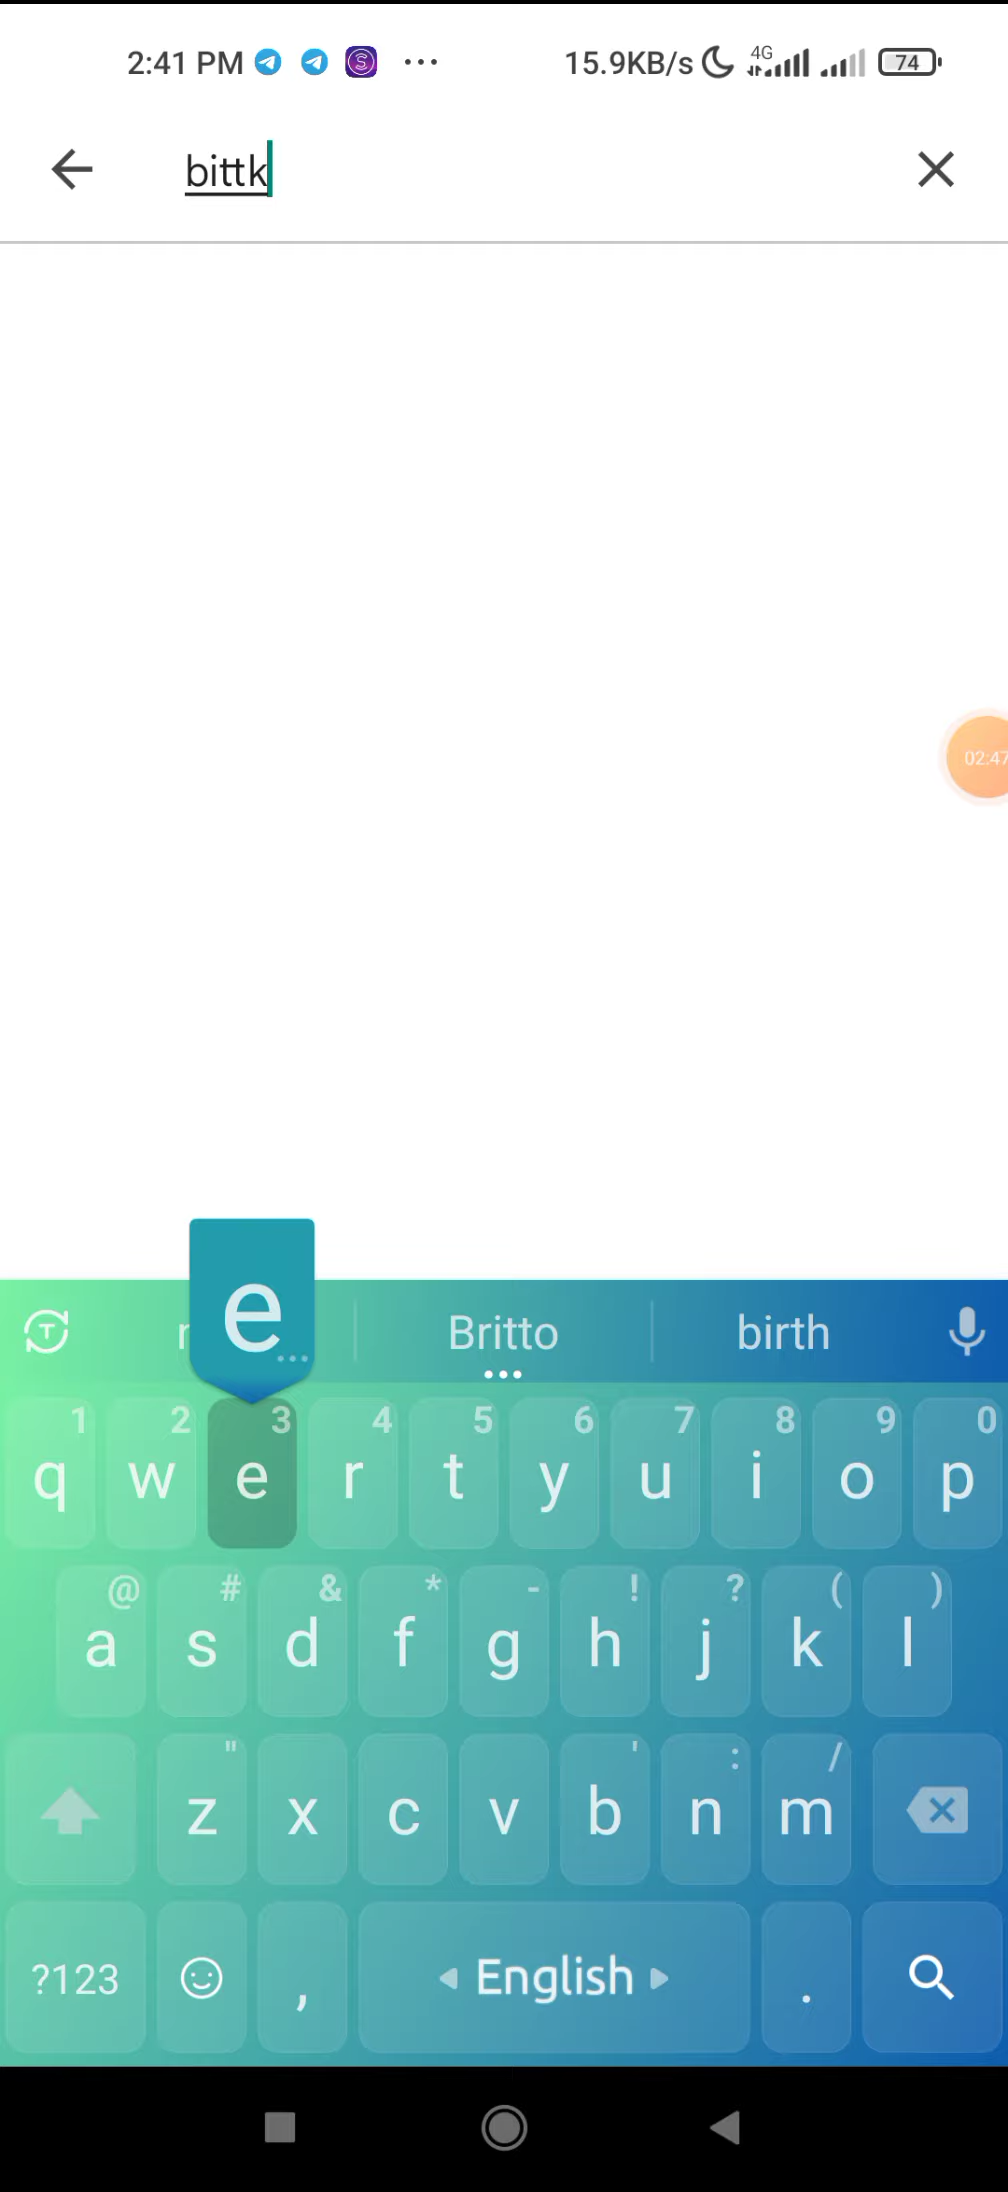 2:41 PM ... 15.9KB/s 4G 74
bittk
02:47
e
Britto birth
1 2 3 4 5 6 7 8 9 0
q w e r t y u i o p
@ # & * - ! ? ( )
a s d f g h j k l
" ' : /
z x c v b n m
?123 , English .